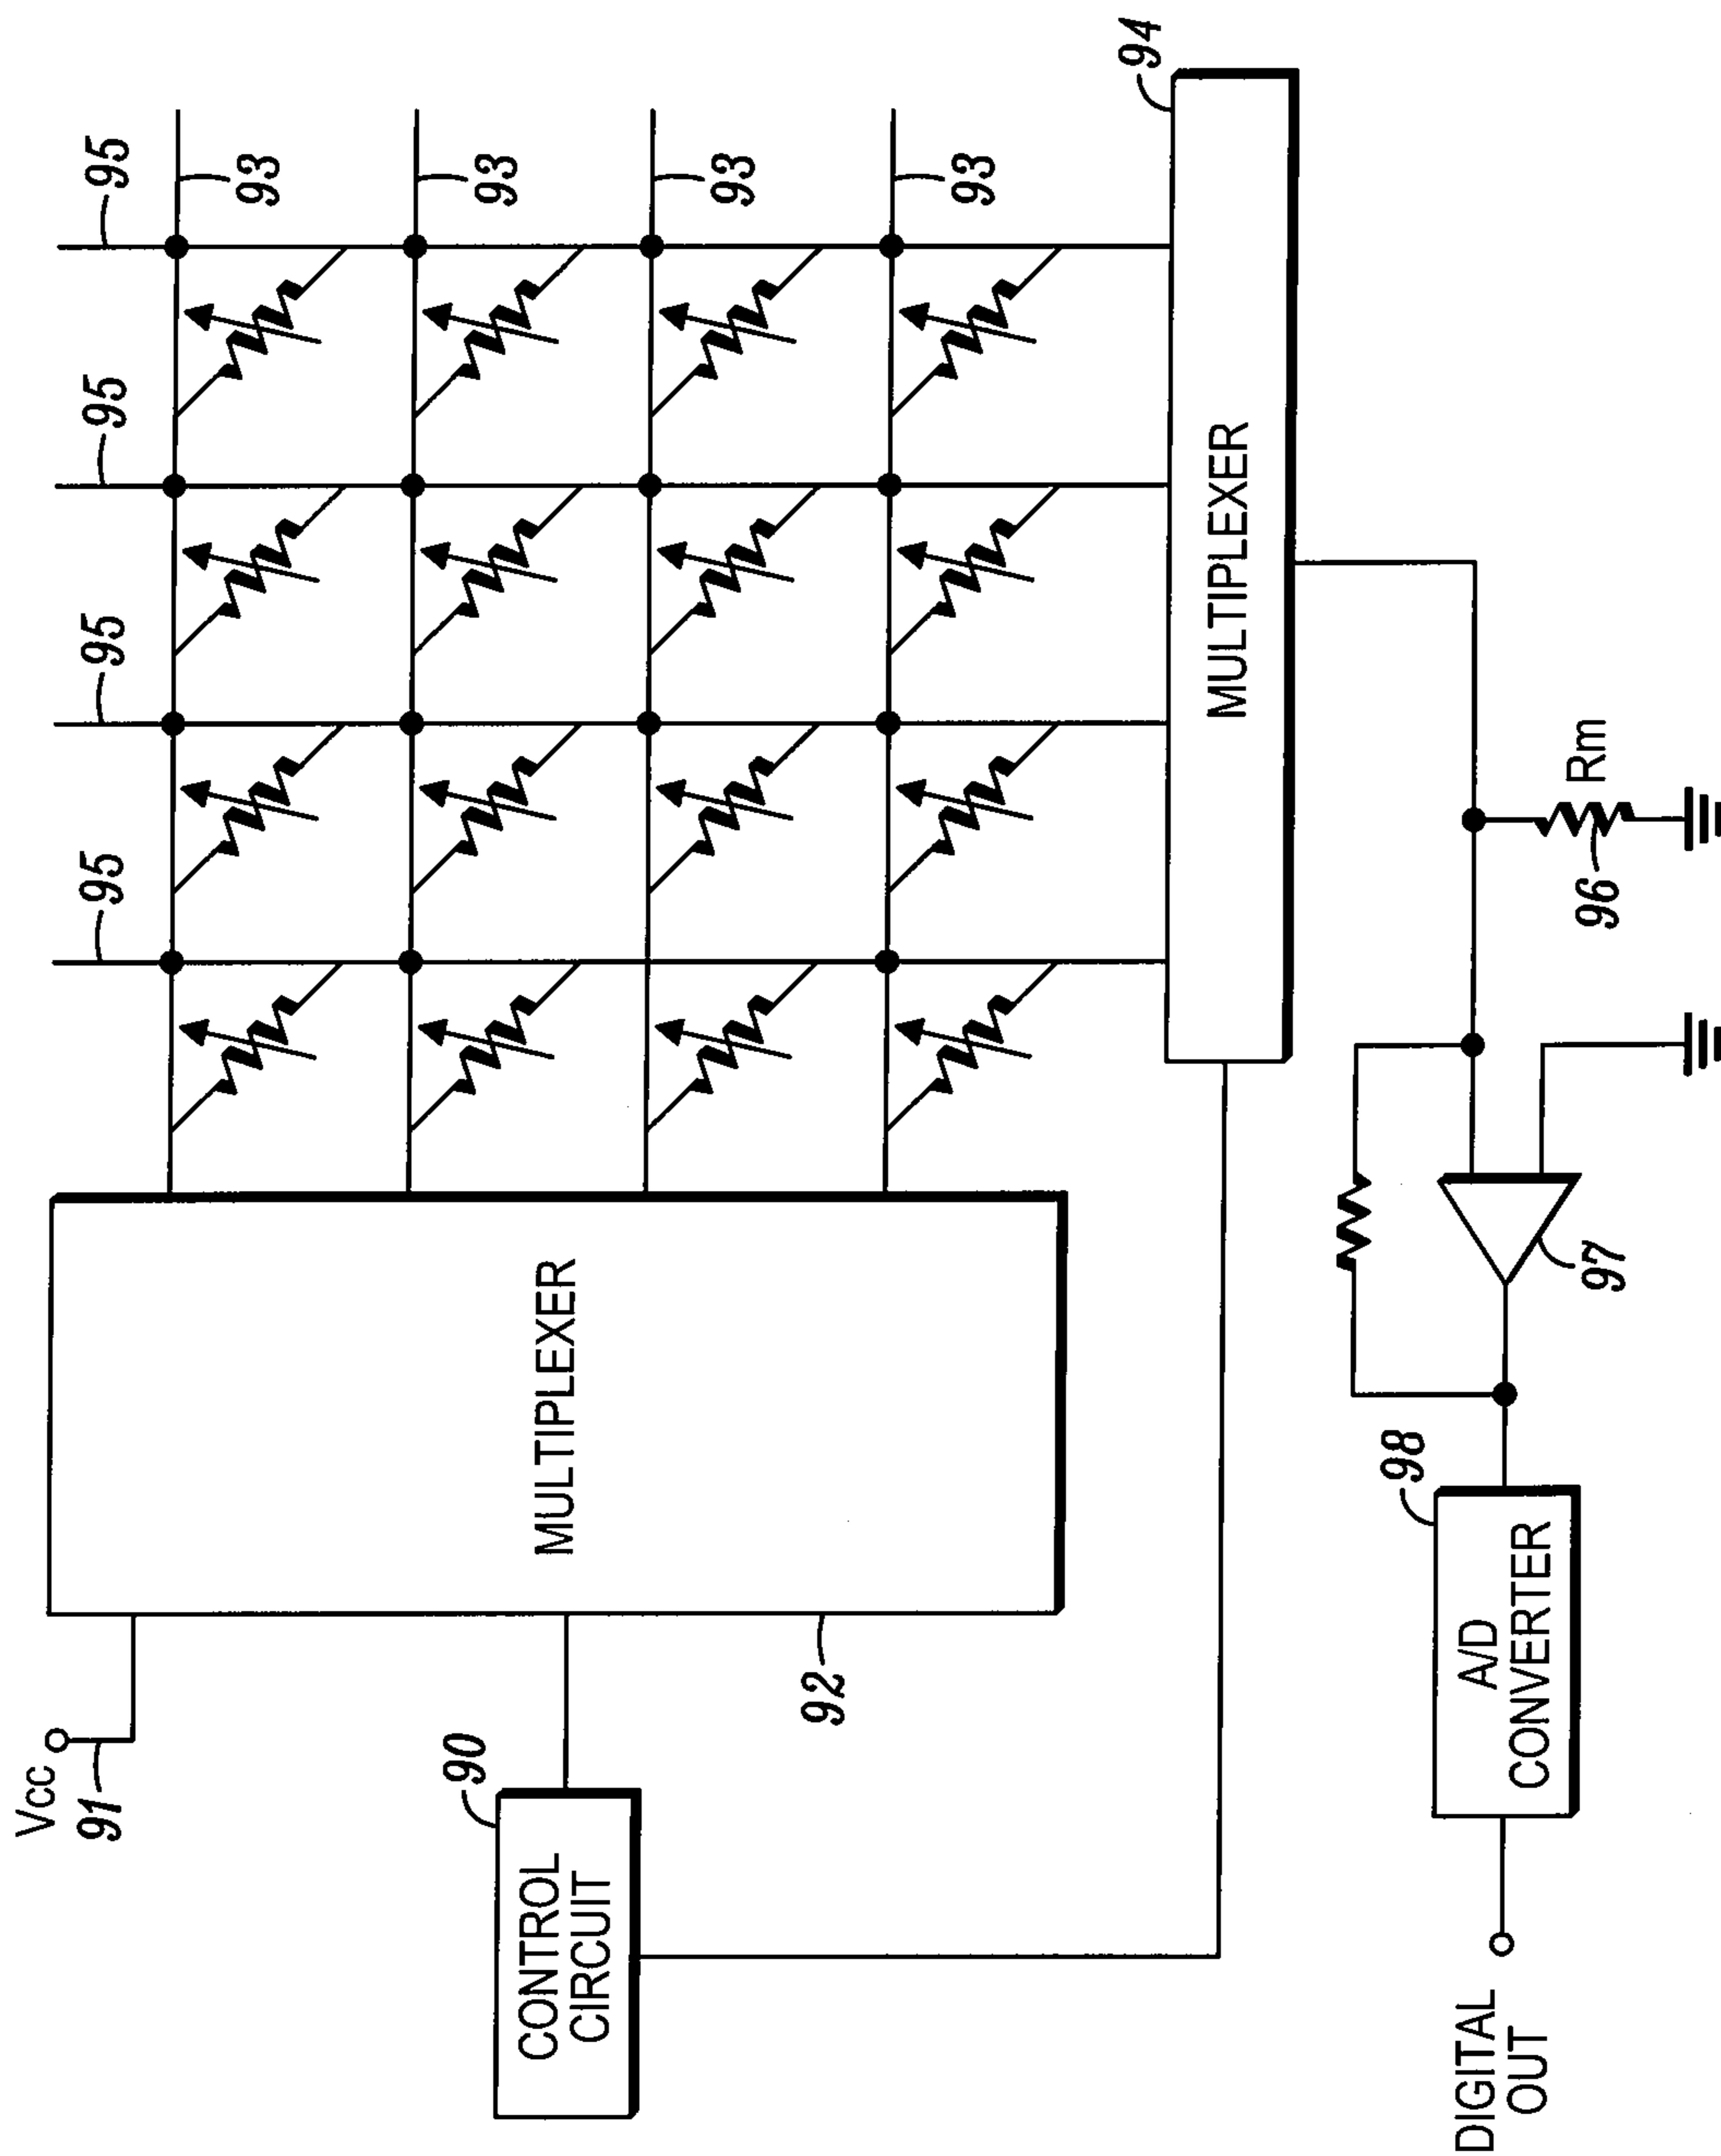 Vcc
91
90
CONTROL
CIRCUIT
92
MULTIPLEXER
95
95
95
95
93
93
93
93
94
MULTIPLEXER
DIGITAL
OUT
98
A/D
CONVERTER
97
96
Rm